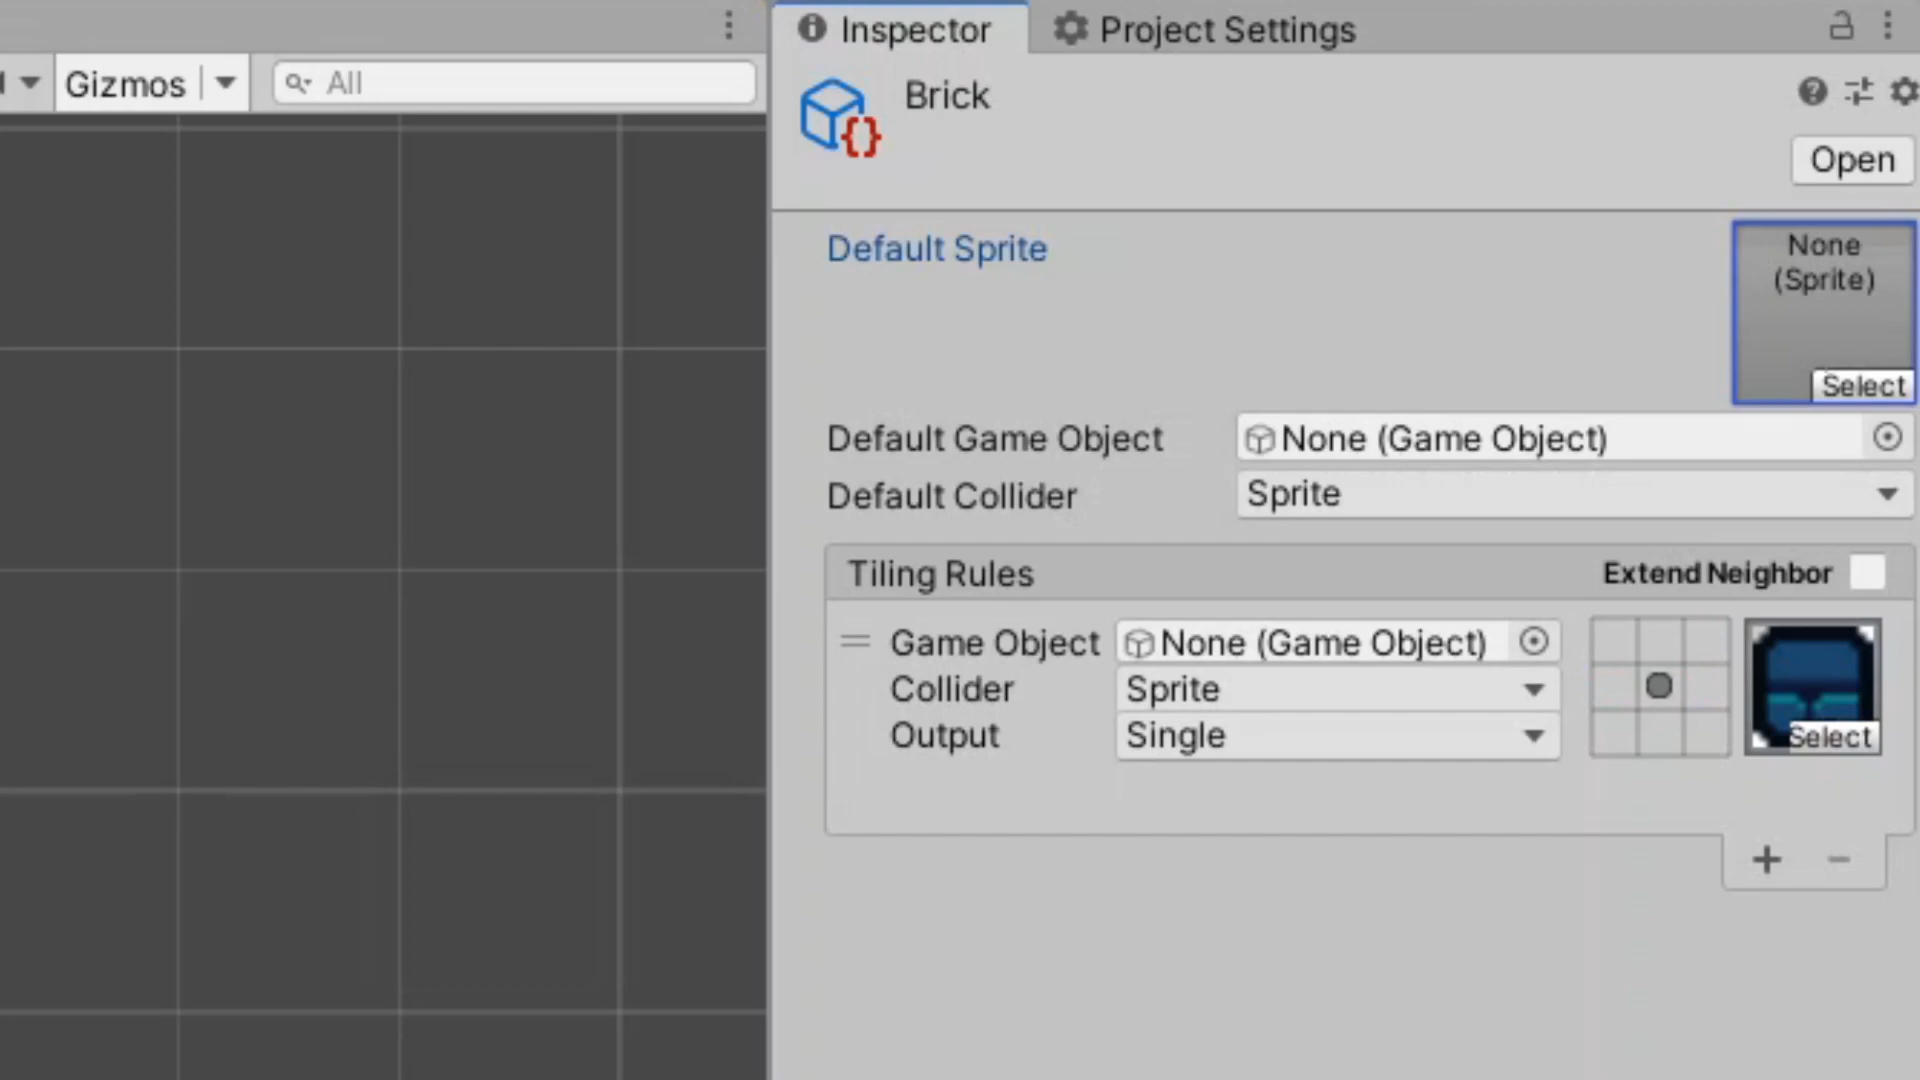 Inspector
Project Settings
Gizmos
All
Brick
Open
Default Sprite
None
(Sprite)
Select
Default Game Object
None (Game Object)
Default Collider
Sprite
Tiling Rules
Extend Neighbor
Game Object
None (Game Object)
Collider
Sprite
Output
Single
Select